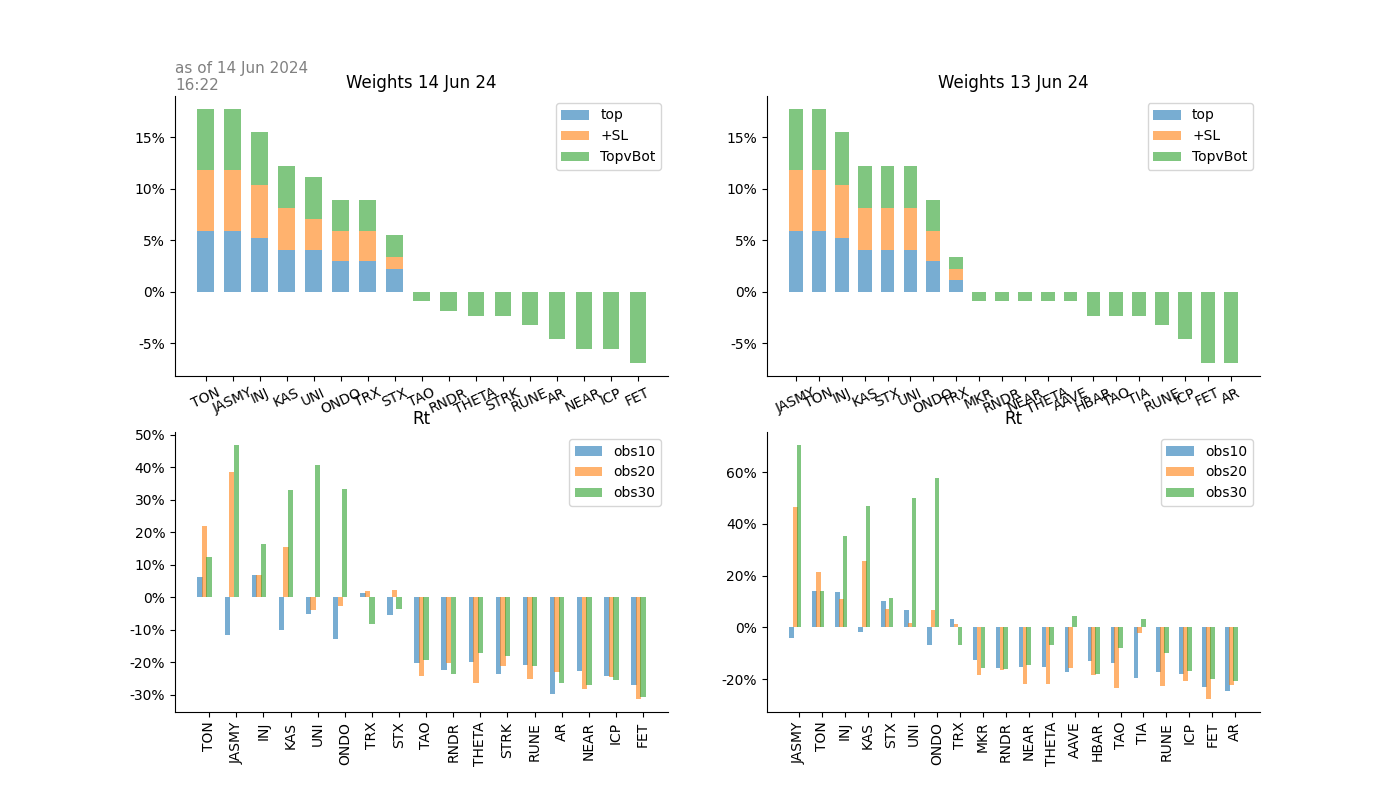 as of 14 Jun 2024
16:22
Weights 14 Jun 24
15%
10%
5%
0%
-5%
top
+SL
TopvBot
TON JASMY INJ KAS UNI ONDO TRX STX TAO RNDR THETA STRK RUNE AR NEAR ICP FET
Weights 13 Jun 24
15%
10%
5%
0%
-5%
top
+SL
TopvBot
JASMY TON INJ KAS STX UNI ONDO TRX MKR RNDR NEAR THETA AAVE HBAR TAO TIA RUNE ICP FET AR
Rt
50%
40%
30%
20%
10%
0%
-10%
-20%
-30%
obs10
obs20
obs30
TON JASMY INJ KAS UNI ONDO TRX STX TAO RNDR THETA STRK RUNE AR NEAR ICP FET
Rt
60%
40%
20%
0%
-20%
obs10
obs20
obs30
JASMY TON INJ KAS STX UNI ONDO TRX MKR RNDR NEAR THETA AAVE HBAR TAO TIA RUNE ICP FET AR